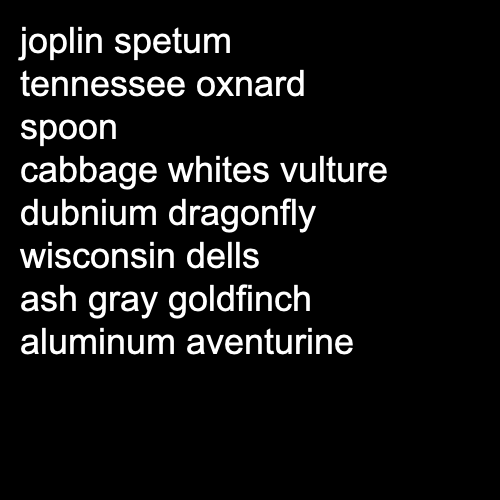 joplin spetum
tennessee oxnard
spoon
cabbage whites vulture
dubnium dragonfly
wisconsin dells
ash gray goldfinch
aluminum aventurine